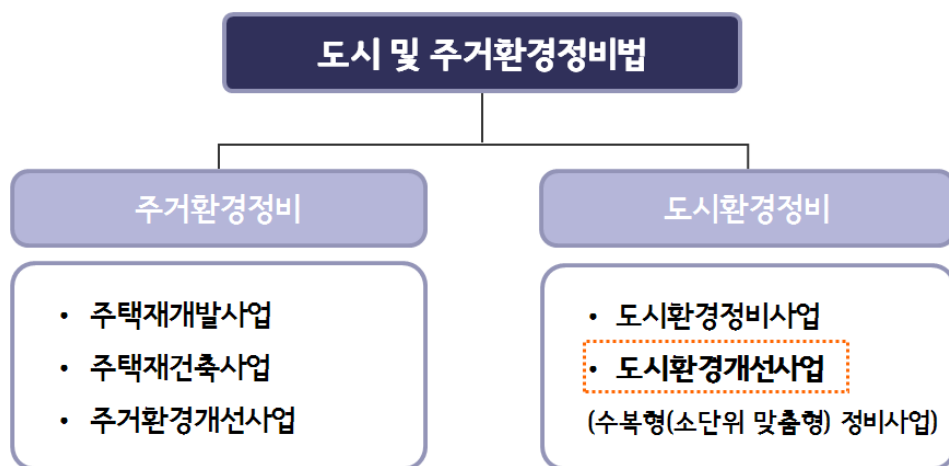 도시 및 주거환경정비법
주거환경정비
• 주택재개발사업
• 주택재건축사업
• 주거환경개선사업
도시환경정비
• 도시환경정비사업
• 도시환경개선사업
(수복형(소단위 맞춤형) 정비사업)